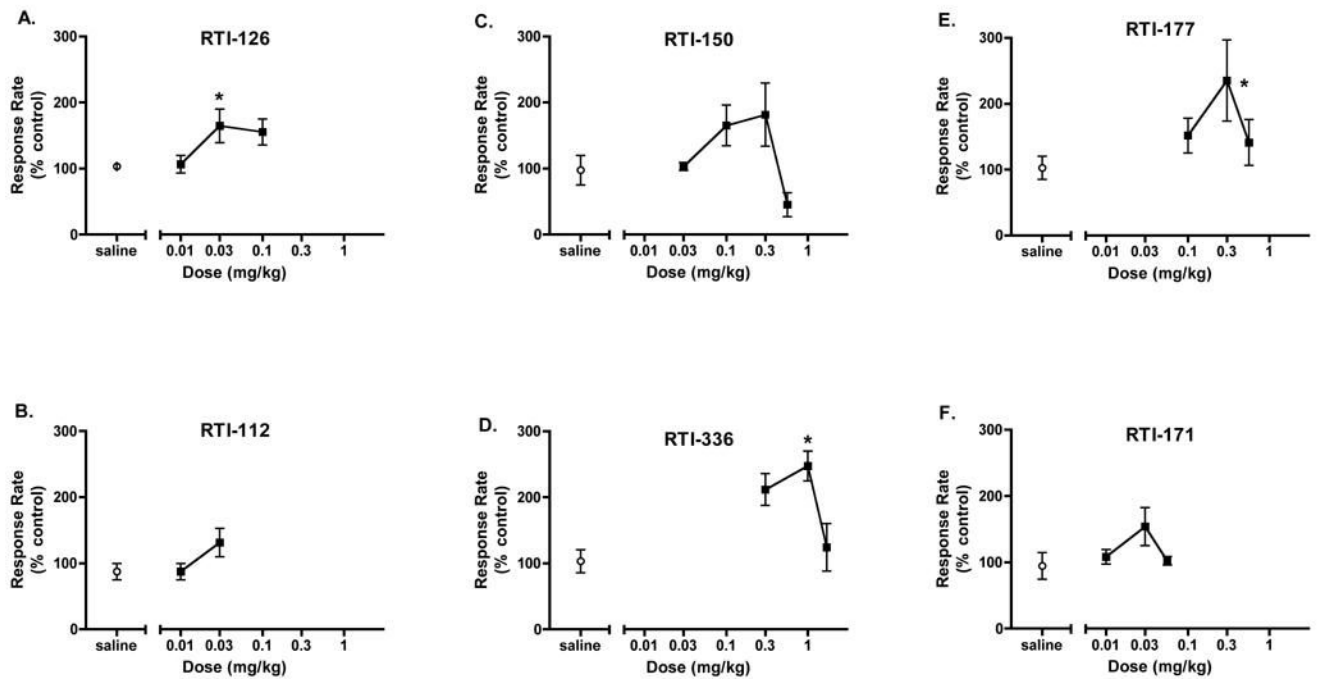 A.
RTI-126
Response Rate
(% control)
300
200
100
0
*
saline
0.01 0.03 0.1 0.3 1
Dose (mg/kg)
C.
RTI-150
Response Rate
(% control)
300
200
100
0
saline
0.01 0.03 0.1 0.3 1
Dose (mg/kg)
E.
RTI-177
Response Rate
(% control)
300
200
100
0
*
saline
0.01 0.03 0.1 0.3 1
Dose (mg/kg)
B.
RTI-112
Response Rate
(% control)
300
200
100
0
saline
0.01 0.03 0.1 0.3 1
Dose (mg/kg)
D.
RTI-336
Response Rate
(% control)
300
200
100
0
*
saline
0.01 0.03 0.1 0.3 1
Dose (mg/kg)
F.
RTI-171
Response Rate
(% control)
300
200
100
0
saline
0.01 0.03 0.1 0.3 1
Dose (mg/kg)